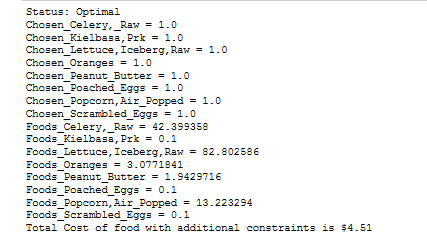 Status: Optimal
Chosen_Celery,_Raw = 1.0
Chosen_Kielbasa,Prk = 1.0
Chosen_Lettuce,Iceberg,Raw = 1.0
Chosen_Oranges = 1.0
Chosen_Peanut_Butter = 1.0
Chosen_Poached_Eggs = 1.0
Chosen_Popcorn,Air_Popped = 1.0
Chosen_Scrambled_Eggs = 1.0
Foods_Celery,_Raw = 42.399358
Foods_Kielbasa,Prk = 0.1
Foods_Lettuce,Iceberg,Raw = 82.802586
Foods_Oranges = 3.0771841
Foods_Peanut_Butter = 1.9429716
Foods_Poached_Eggs = 0.1
Foods_Popcorn,Air_Popped = 13.223294
Foods_Scrambled_Eggs = 0.1
Total Cost of food with additional constraints is $4.51